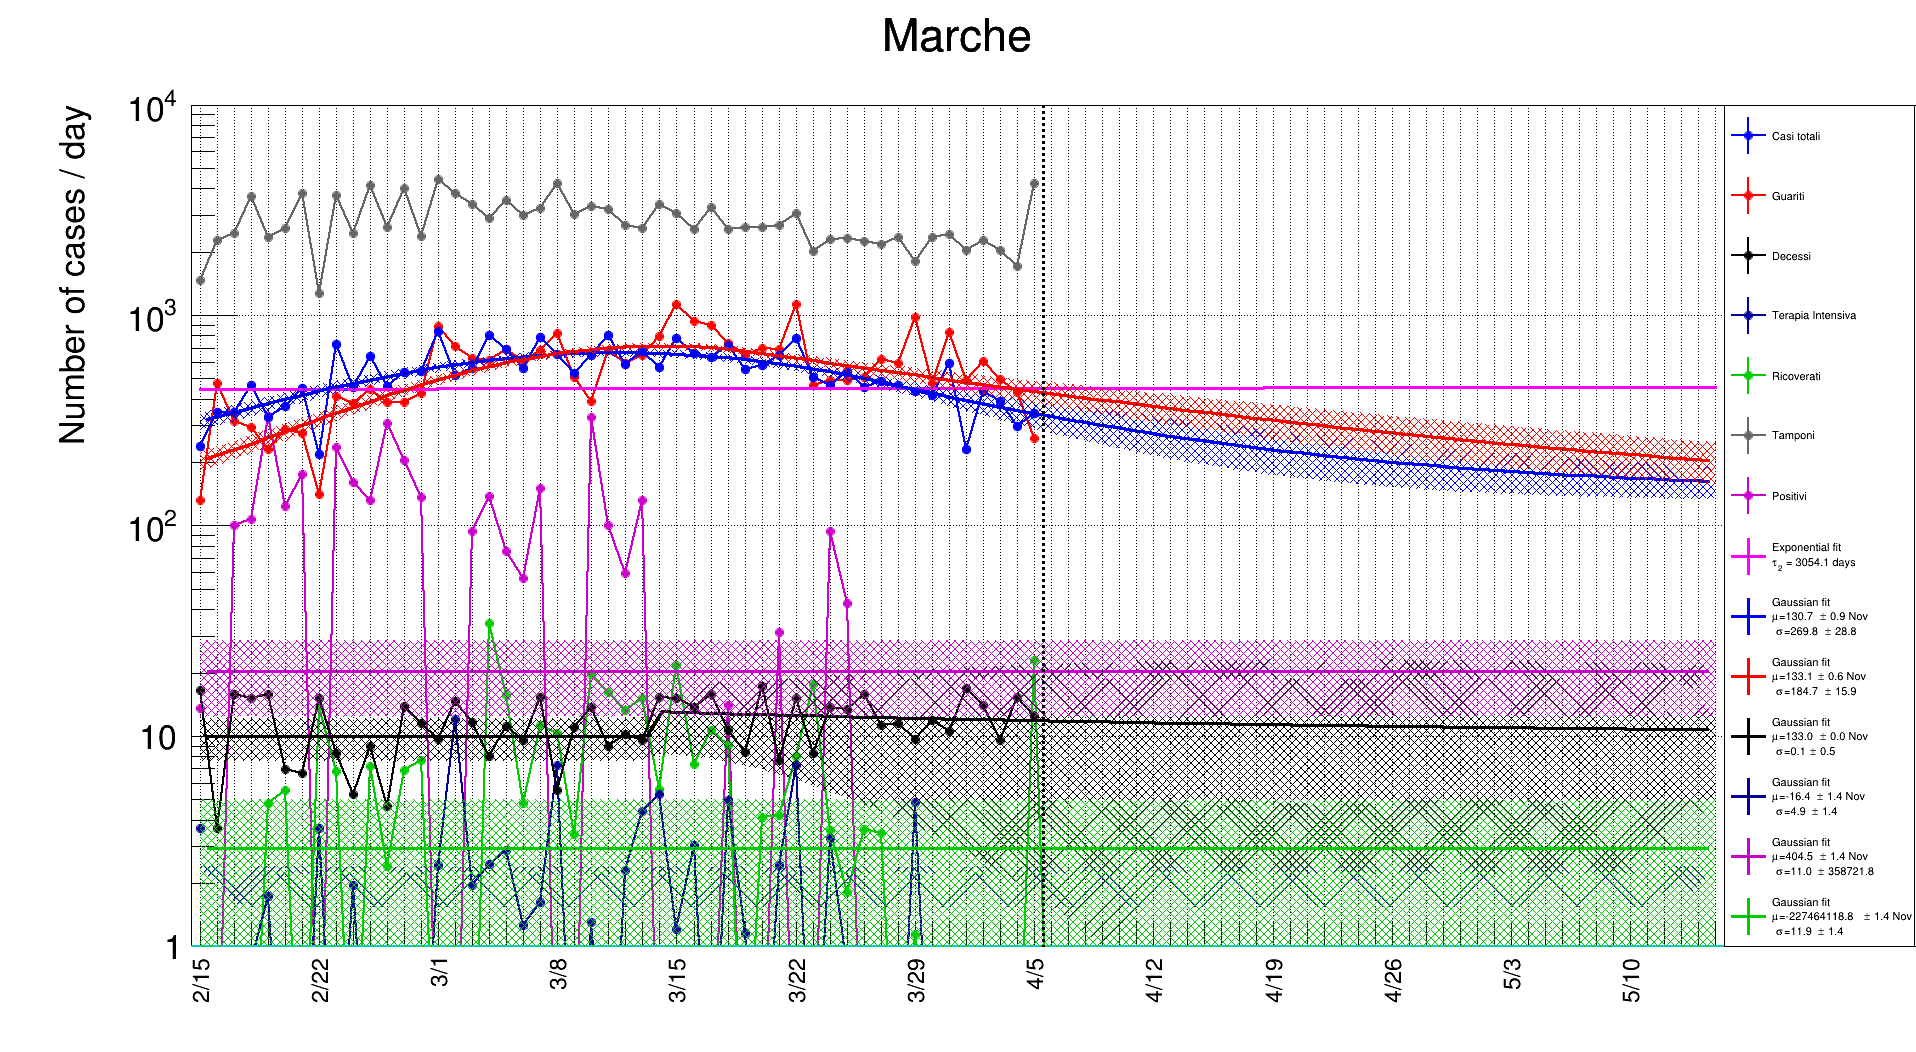 Marche
Number of cases / day
10^4
10^3
10^2
10
1
2/15
2/22
3/1
3/8
3/15
3/22
3/29
4/5
4/12
4/19
4/26
5/3
5/10
Casi totali
Guariti
Decessi
Terapia Intensiva
Ricoverati
Tamponi
Positivi
Exponential fit
τ_2 = 3054.1 days
Gaussian fit
μ=130.7 ± 0.9 Nov
σ=269.8 ± 28.8
Gaussian fit
μ=133.1 ± 0.6 Nov
σ=184.7 ± 15.9
Gaussian fit
μ=133.0 ± 0.0 Nov
σ=0.1 ± 0.5
Gaussian fit
μ=-16.4 ± 1.4 Nov
σ=4.9 ± 1.4
Gaussian fit
μ=404.5 ± 1.4 Nov
σ=11.0 ± 358721.8
Gaussian fit
μ=-227464118.8 ± 1.4 Nov
σ=11.9 ± 1.4